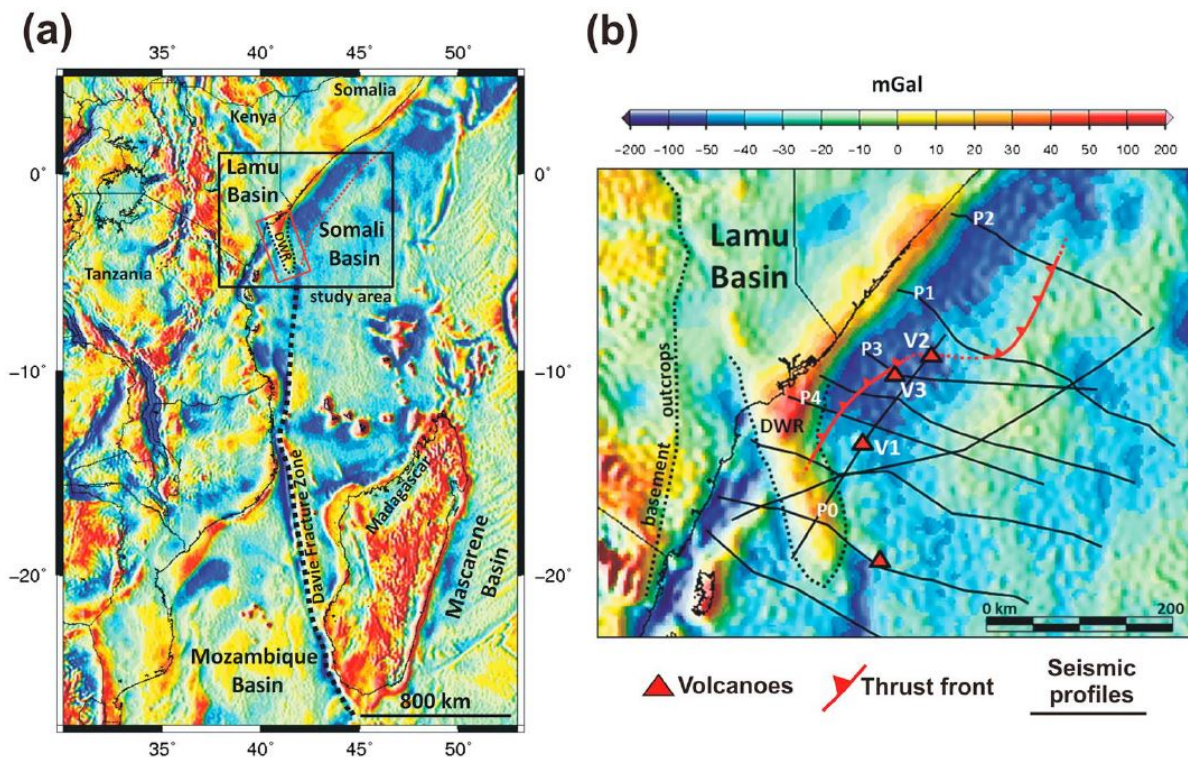 (a)
35° 40° 45° 50°
Somalia
Kenya
Lamu
Basin
0°
0°
DWR
Somali
Basin
Tanzania
study area
−10°
−10°
Davie Fracture Zone
Madagascar
Mascarene
Basin
−20°
−20°
Mozambique
Basin
800 km
35° 40° 45° 50°
(b)
mGal
−200 −100 −50 −40 −30 −20 −10 0 10 20 30 40 50 100 200
P2
Lamu
Basin
P1
V2
P3
outcrops
V3
P4
DWR
V1
basement
P0
0 km 200
Volcanoes
Thrust front
Seismic
profiles